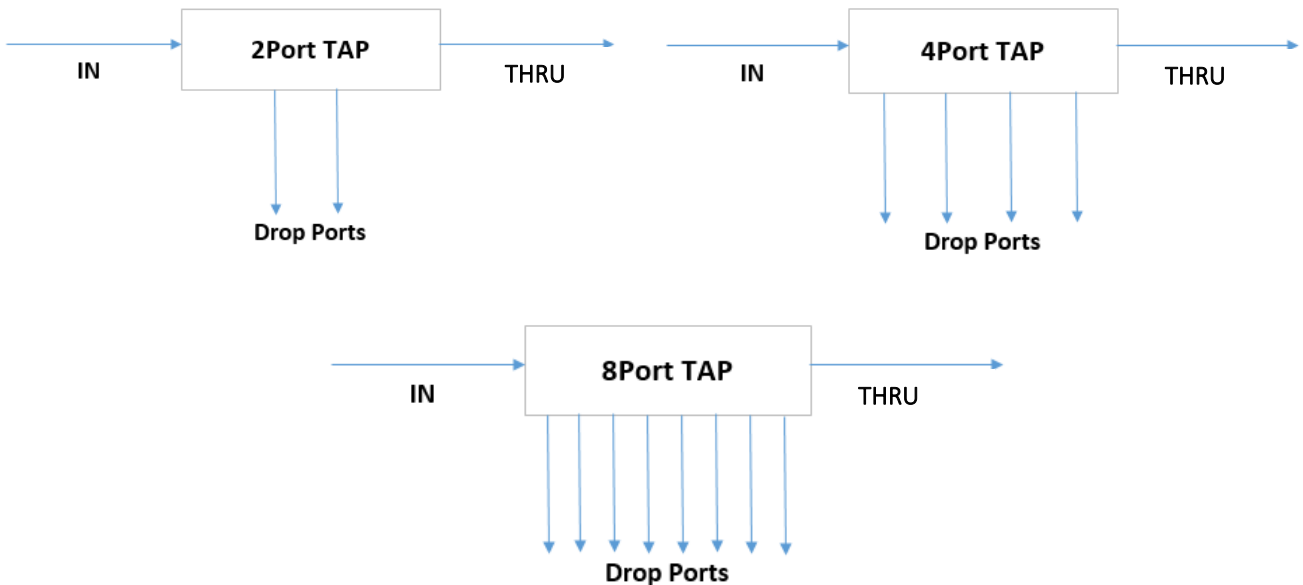 2Port TAP
IN
THRU
Drop Ports
4Port TAP
IN
THRU
Drop Ports
8Port TAP
IN
THRU
Drop Ports